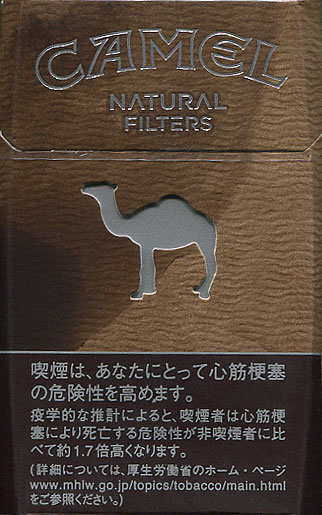 CAMEL
NATURAL
FILTERS
喫煙は、あなたにとって心筋梗塞
の危険性を高めます。
疫学的な推計によると、喫煙者は心筋梗
塞により死亡する危険性が非喫煙者に比
べて約1.7倍高くなります。
(詳細については、厚生労働省のホーム・ページ
www.mhlw.go.jp/topics/tobacco/main.html
をご参照ください。)